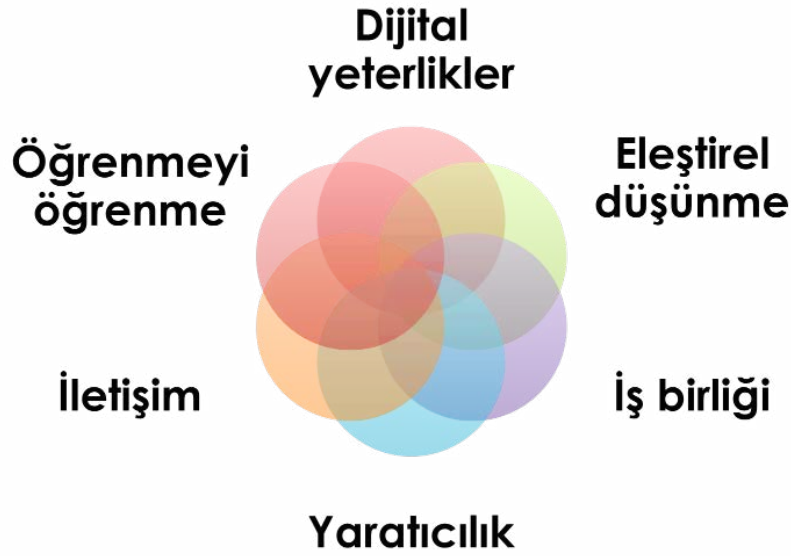 Dijital
yeterlikler
Öğrenmeyi
öğrenme
Eleştirel
düşünme
İletişim
İş birliği
Yaratıcılık